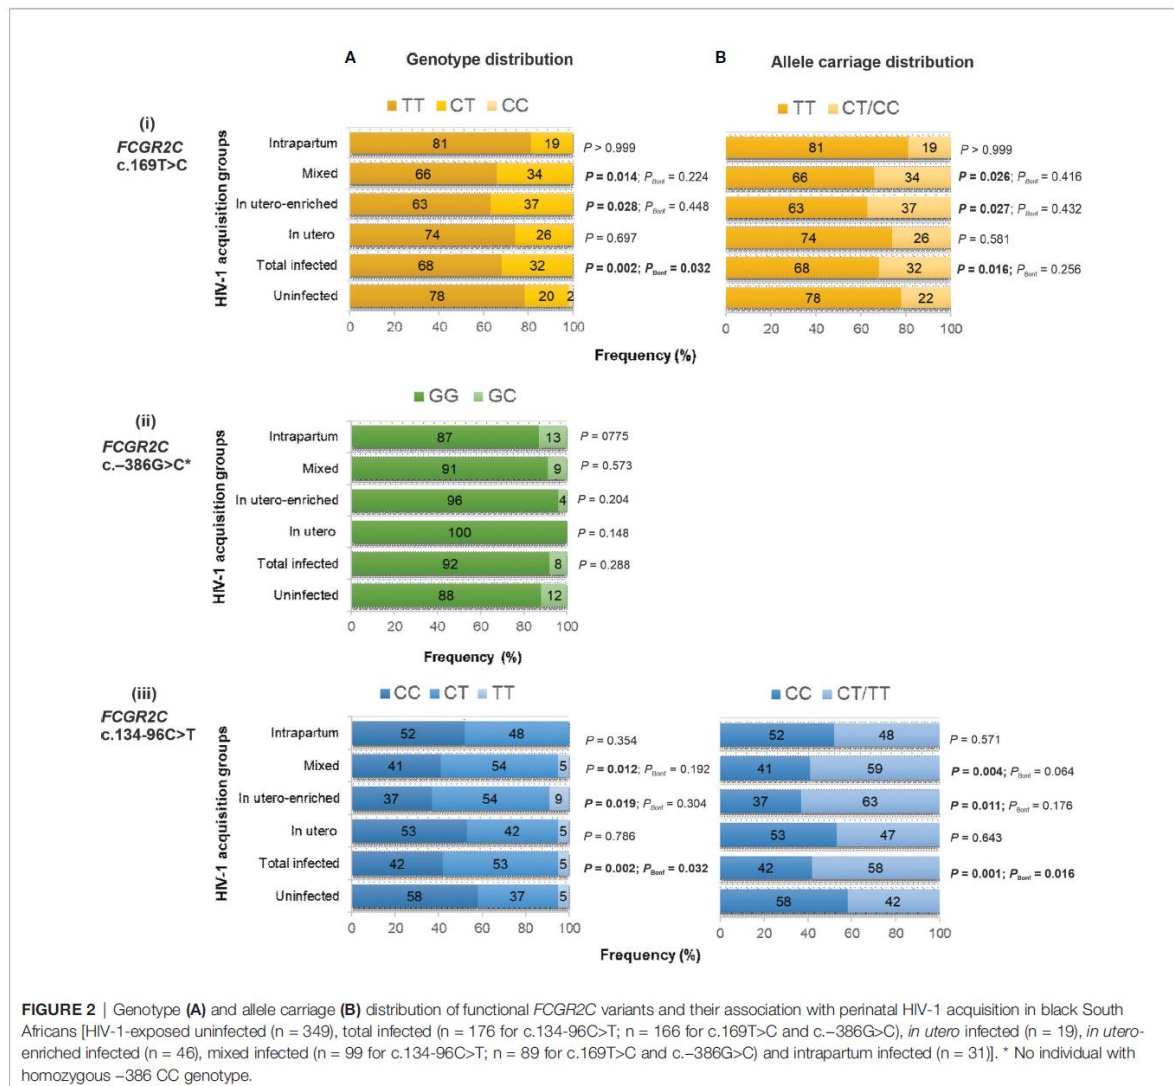 A Genotype distribution
B Allele carriage distribution
(i)
FCGR2C
c.169T>C
HIV-1 acquisition groups
TT CT CC
Intrapartum 81 19 P > 0.999
Mixed 66 34 P = 0.014; PBonf = 0.224
In utero-enriched 63 37 P = 0.028; PBonf = 0.448
In utero 74 26 P = 0.697
Total infected 68 32 P = 0.002; PBonf = 0.032
Uninfected 78 20 2
0 20 40 60 80 100
TT CT/CC
81 19 P > 0.999
66 34 P = 0.026; PBonf = 0.416
63 37 P = 0.027; PBonf = 0.432
74 26 P = 0.581
68 32 P = 0.016; PBonf = 0.256
78 22
0 20 40 60 80 100
Frequency (%)
(ii)
FCGR2C
c.–386G>C*
HIV-1 acquisition groups
GG GC
Intrapartum 87 13 P = 0775
Mixed 91 9 P = 0.573
In utero-enriched 96 4 P = 0.204
In utero 100 P = 0.148
Total infected 92 8 P = 0.288
Uninfected 88 12
0 20 40 60 80 100
Frequency (%)
(iii)
FCGR2C
c.134-96C>T
HIV-1 acquisition groups
CC CT TT
Intrapartum 52 48 P = 0.354
Mixed 41 54 5 P = 0.012; PBonf = 0.192
In utero-enriched 37 54 9 P = 0.019; PBonf = 0.304
In utero 53 42 5 P = 0.786
Total infected 42 53 5 P = 0.002; PBonf = 0.032
Uninfected 58 37 5
0 20 40 60 80 100
Frequency (%)
CC CT/TT
52 48 P = 0.571
41 59 P = 0.004; PBonf = 0.064
37 63 P = 0.011; PBonf = 0.176
53 47 P = 0.643
42 58 P = 0.001; PBonf = 0.016
58 42
0 20 40 60 80 100
Frequency (%)
FIGURE 2 | Genotype (A) and allele carriage (B) distribution of functional FCGR2C variants and their association with perinatal HIV-1 acquisition in black South
Africans [HIV-1-exposed uninfected (n = 349), total infected (n = 176 for c.134-96C>T; n = 166 for c.169T>C and c.–386G>C), in utero infected (n = 19), in utero-
enriched infected (n = 46), mixed infected (n = 99 for c.134-96C>T; n = 89 for c.169T>C and c.–386G>C) and intrapartum infected (n = 31)]. * No individual with
homozygous –386 CC genotype.